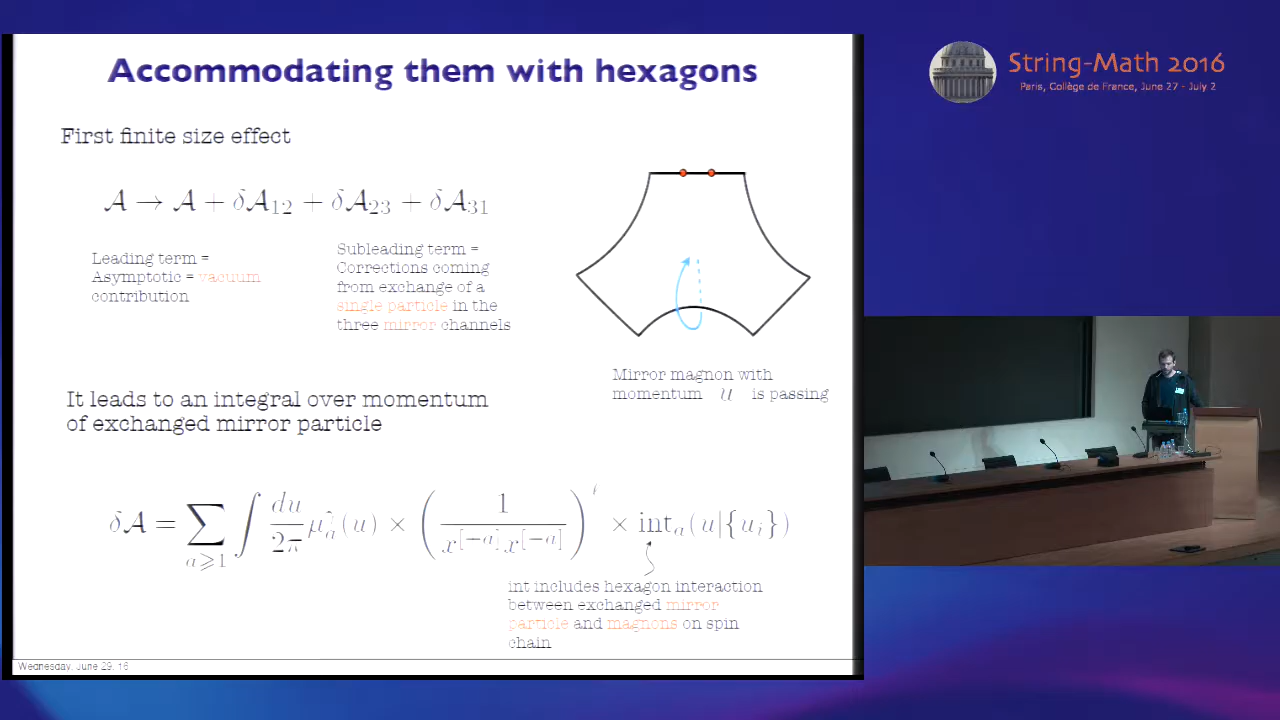 Accommodating them with hexagons
String-Math 2016
Paris, Collège de France, June 27 - July 2
First finite size effect
𝒜 → 𝒜 + δ𝒜₁₂ + δ𝒜₂₃ + δ𝒜₃₁
Leading term =
Asymptotic = vacuum
contribution
Subleading term =
Corrections coming
from exchange of a
single particle in the
three mirror channels
Mirror magnon with
momentum u is passing
It leads to an integral over momentum
of exchanged mirror particle
δ𝒜 = ∑_{a⩾1} ∫ du/2π μ_a^γ(u) × (1/(x^{[−a]}x^{[−a]}))^ℓ × int_a(u|{u_i})
int includes hexagon interaction
between exchanged mirror
particle and magnons on spin
chain
Wednesday, June 29, 16